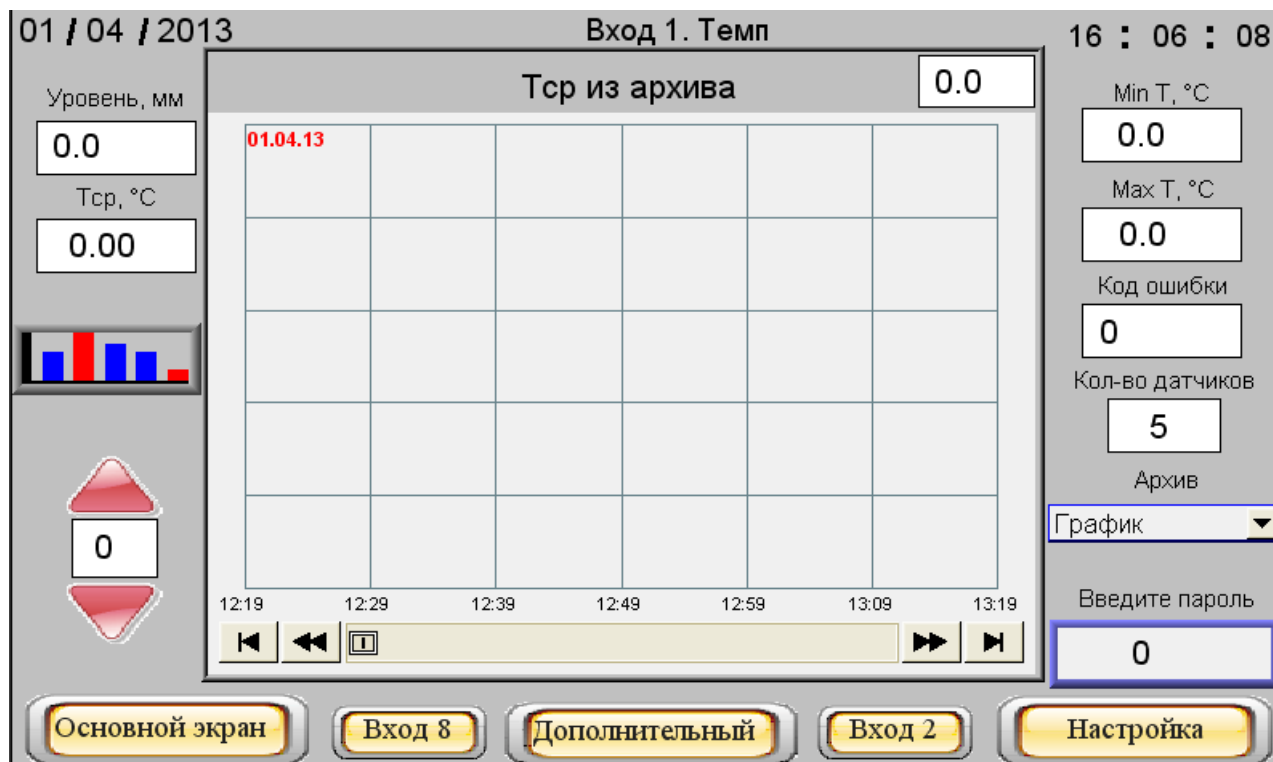 01 / 04 / 2013
Вход 1. Темп
16 : 06 : 08
Уровень, мм
0.0
Тср, °C
0.00
0
Тср из архива
0.0
01.04.13
12:19 12:29 12:39 12:49 12:59 13:09 13:19
Min T, °C
0.0
Max T, °C
0.0
Код ошибки
0
Кол-во датчиков
5
Архив
График
Введите пароль
0
Основной экран
Вход 8
Дополнительный
Вход 2
Настройка